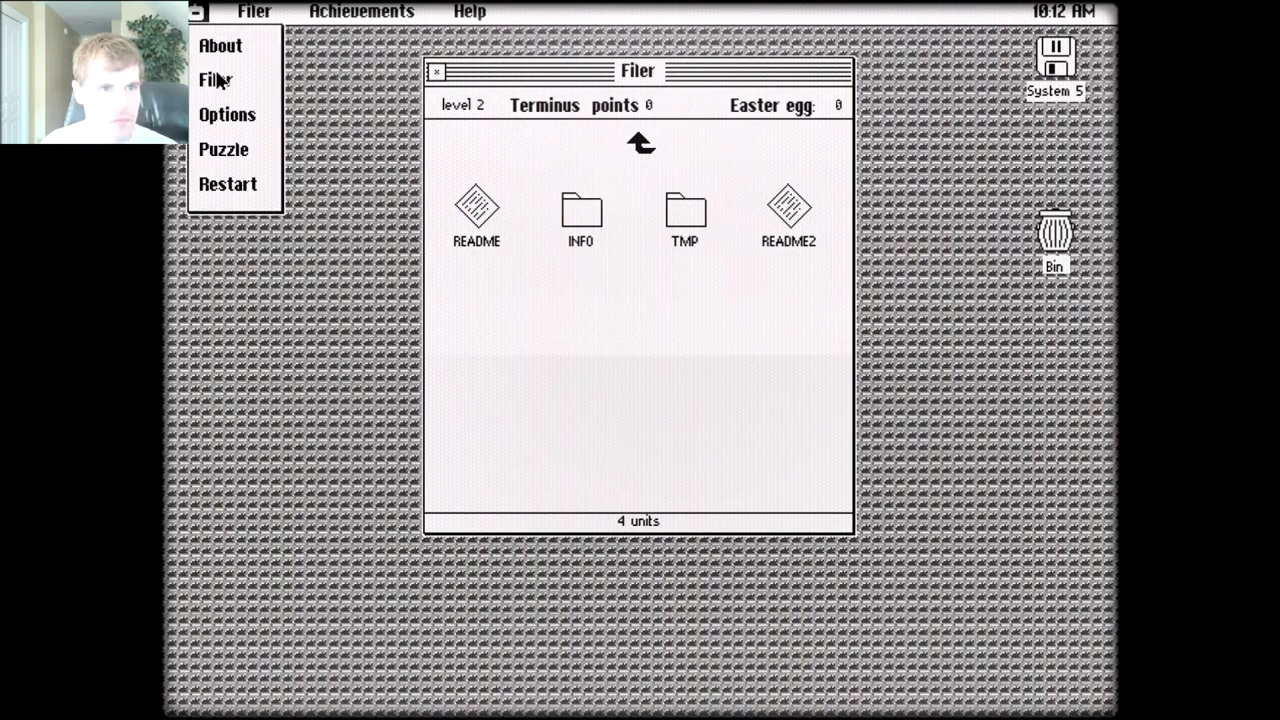 Filer Achievements Help 10:12 AM
About
Filer
Options
Puzzle
Restart
Filer
level 2 Terminus points 0 Easter egg: 0
README INFO TMP README2
4 units
System 5
Bin